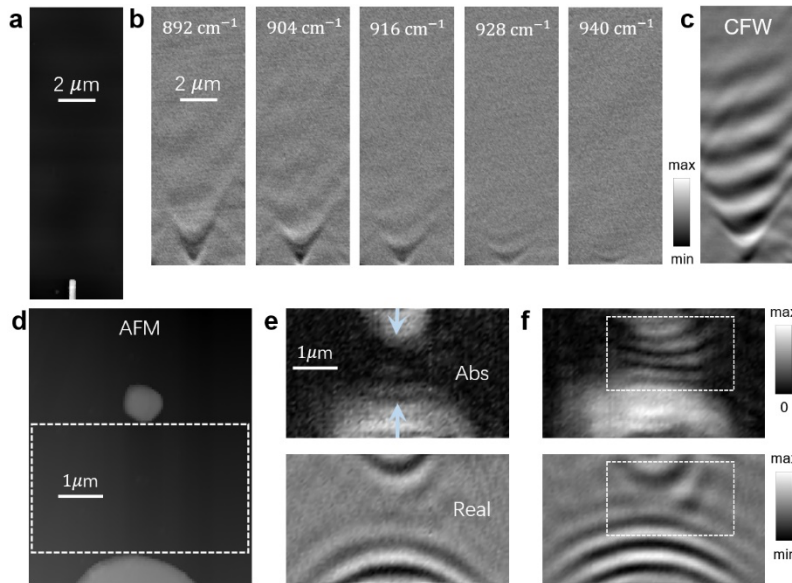 a
2 μm
b
892 cm⁻¹ 904 cm⁻¹ 916 cm⁻¹ 928 cm⁻¹ 940 cm⁻¹
2 μm
max
min
c
CFW
d
AFM
1μm
e
1μm
Abs
Real
f
max
0
max
min